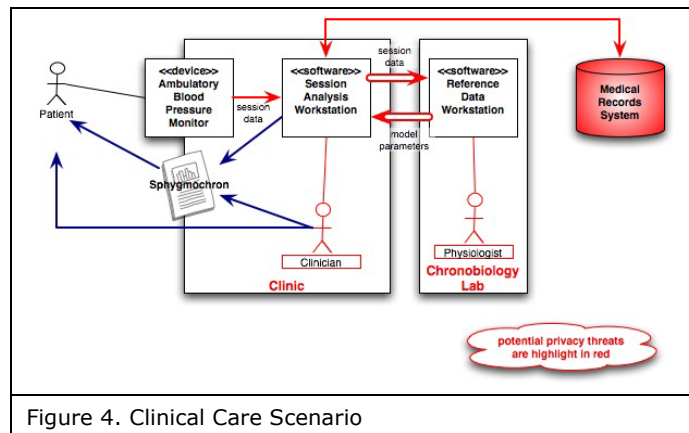 session
data
<<device>>
Ambulatory
Blood
Pressure
Monitor
<<software>>
Session
Analysis
Workstation
<<software>>
Reference
Data
Workstation
Medical
Records
System
Patient
session
data
model
parameters
Sphygmochron
Clinician
Physiologist
Clinic
Chronobiology
Lab
potential privacy threats
are highlight in red
Figure 4. Clinical Care Scenario